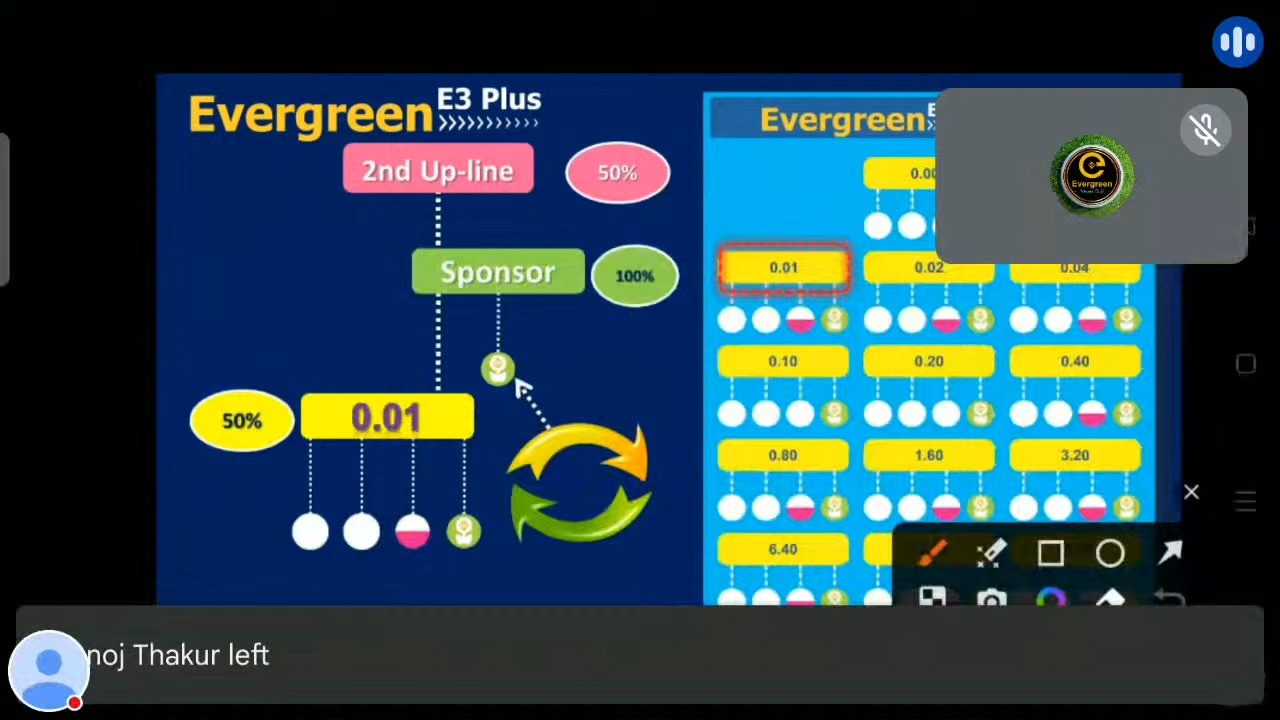 Evergreen E3 Plus
2nd Up-line
50%
Sponsor
100%
50%
0.01
Evergreen
0.01
0.02
0.04
0.10
0.20
0.40
0.80
1.60
3.20
6.40
Evergreen
noj Thakur left